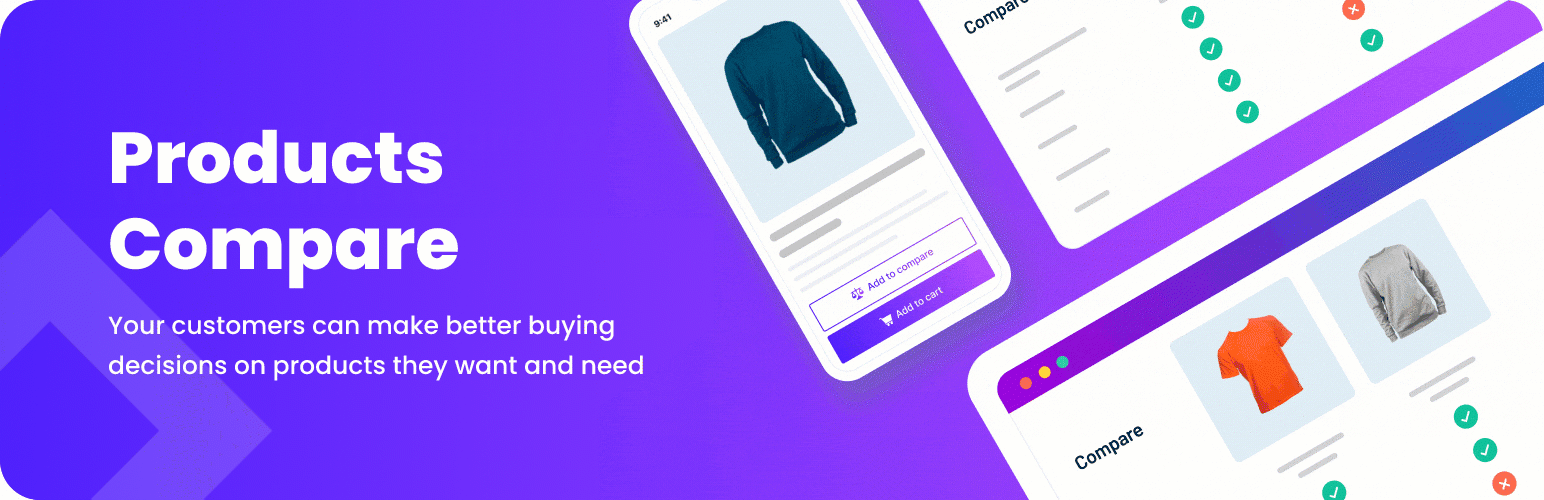 Products
Compare
Your customers can make better buying
decisions on products they want and need
9:41
Add to compare
Add to cart
Compare
Compare